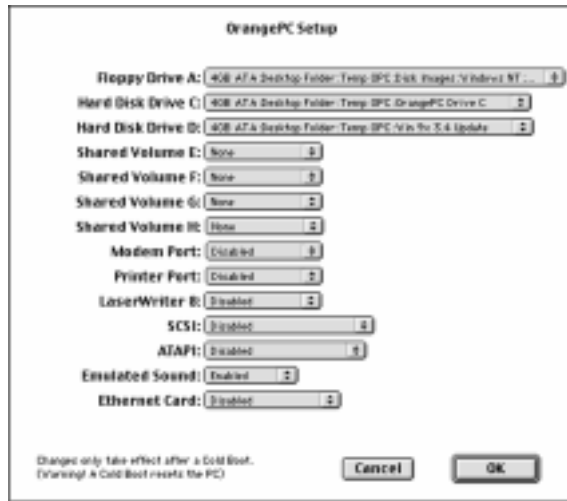 OrangePC Setup
Floppy Drive A: 4GB ATA:Desktop Folder:Temp OPC:Disk Images:Windows NT:...
Hard Disk Drive C: 4GB ATA:Desktop Folder:Temp OPC:OrangePC Drive C
Hard Disk Drive D: 4GB ATA:Desktop Folder:Temp OPC:Win 9x 3.4 Update
Shared Volume E: None
Shared Volume F: None
Shared Volume G: None
Shared Volume H: None
Modem Port: Disabled
Printer Port: Disabled
LaserWriter 8: Disabled
SCSI: Disabled
ATAPI: Disabled
Emulated Sound: Enabled
Ethernet Card: Disabled
Changes only take effect after a Cold Boot.
(Warning! A Cold Boot resets the PC)
Cancel
OK